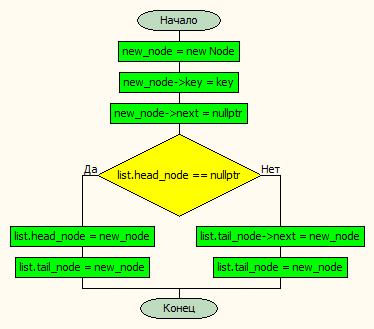 Начало
new_node = new Node
new_node->key = key
new_node->next = nullptr
Да
list.head_node == nullptr
Нет
list.head_node = new_node
list.tail_node->next = new_node
list.tail_node = new_node
list.tail_node = new_node
Конец